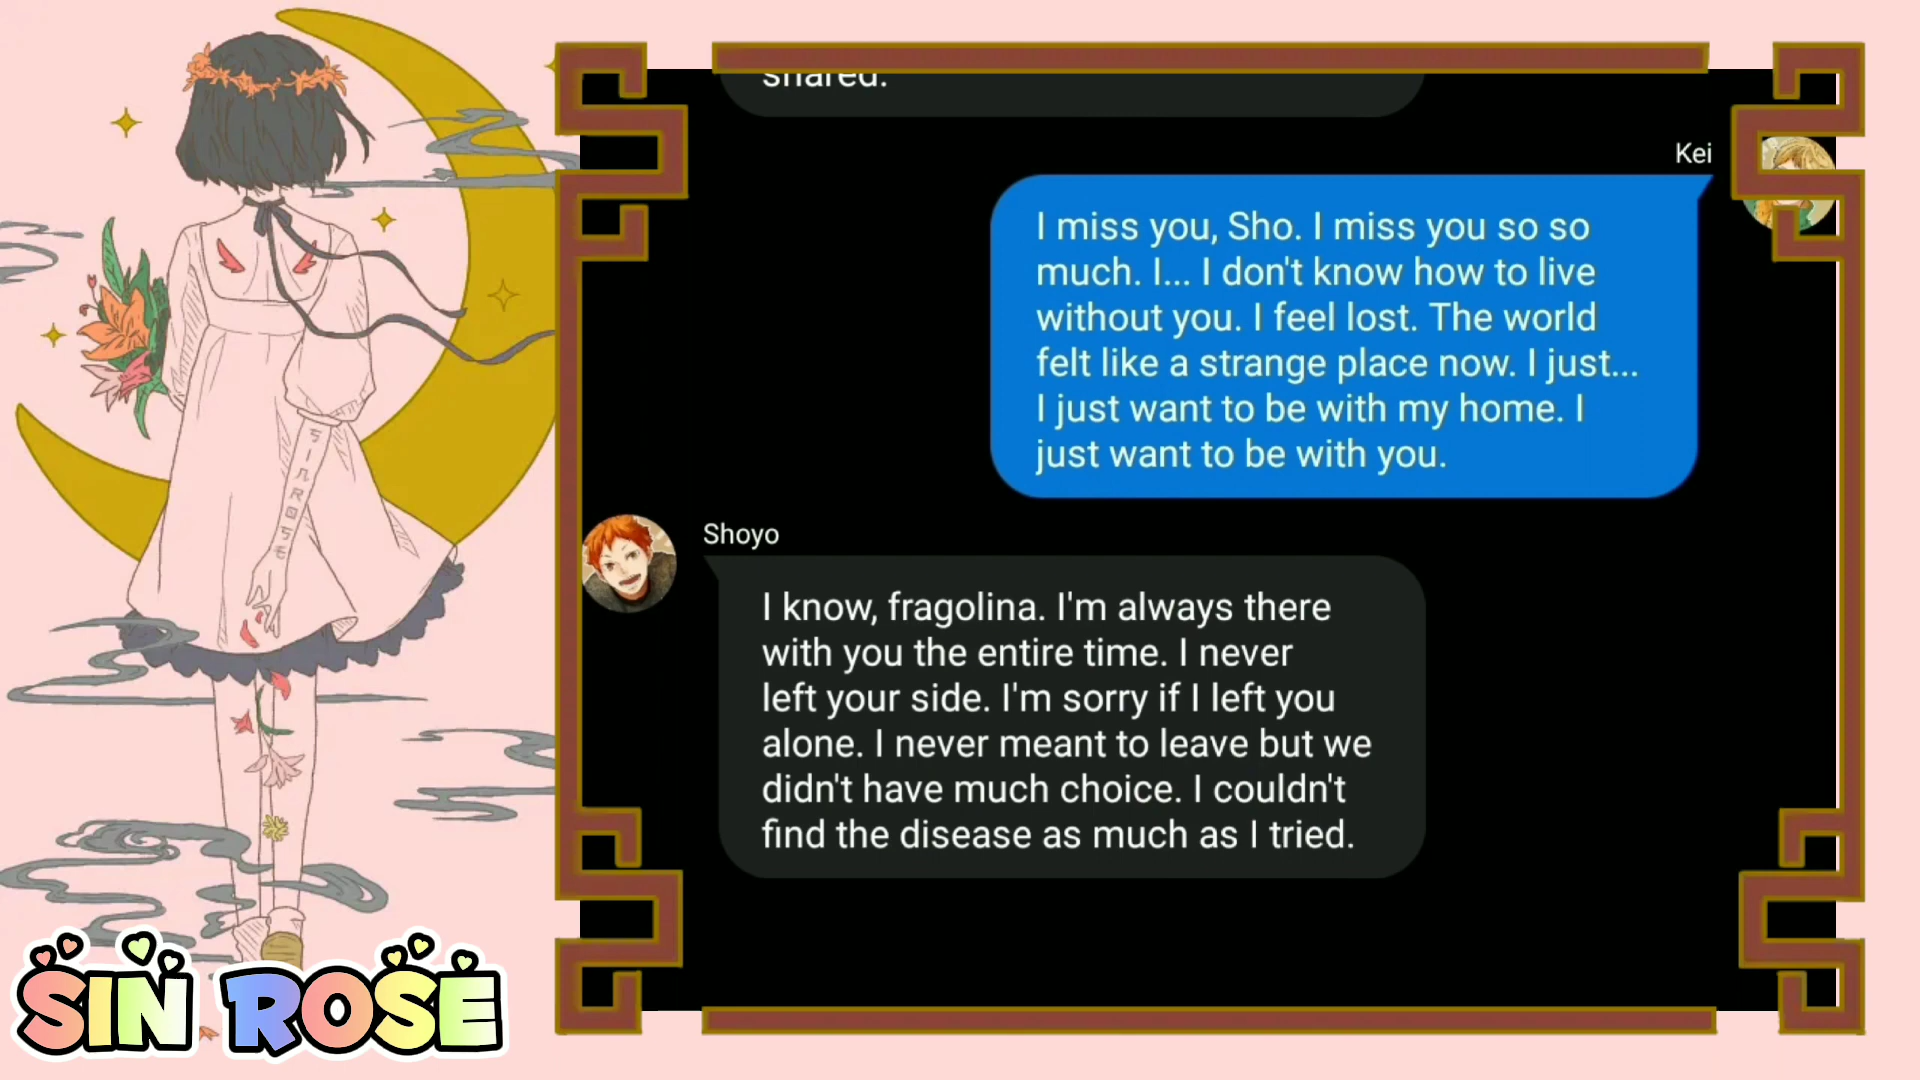 shared.
Kei
I miss you, Sho. I miss you so so
much. I... I don't know how to live
without you. I feel lost. The world
felt like a strange place now. I just...
I just want to be with my home. I
just want to be with you.
Shoyo
I know, fragolina. I'm always there
with you the entire time. I never
left your side. I'm sorry if I left you
alone. I never meant to leave but we
didn't have much choice. I couldn't
find the disease as much as I tried.
SINROSE
SIN ROSE